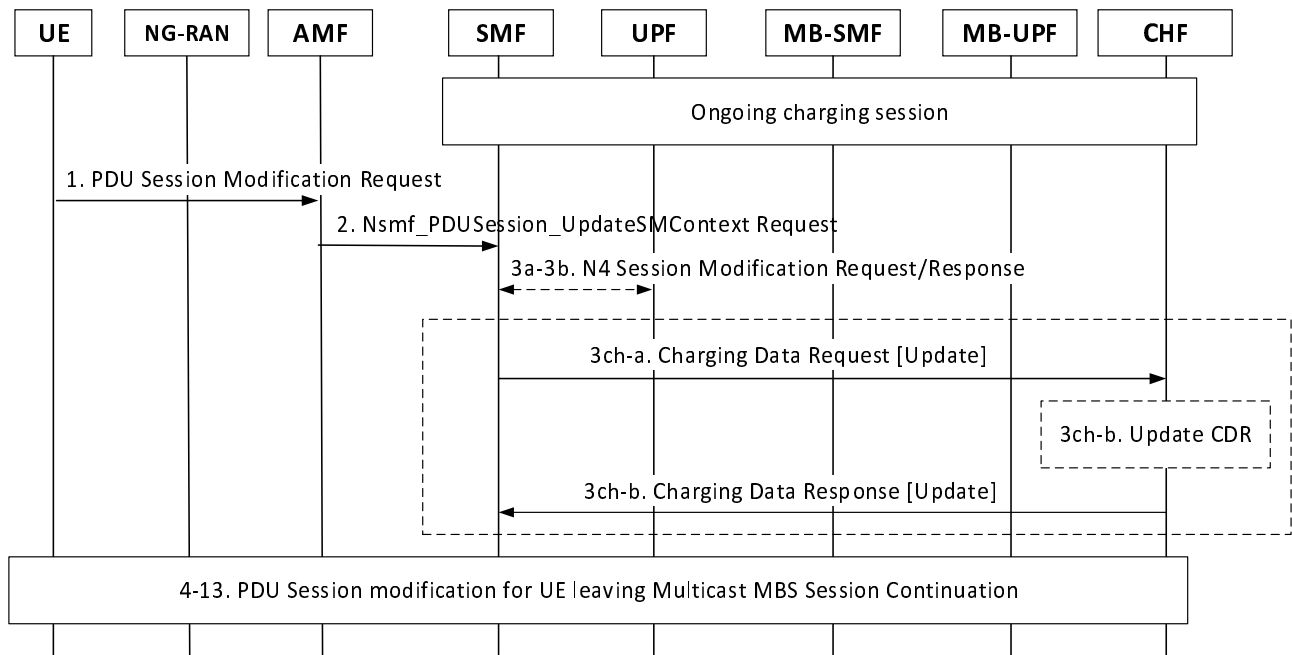 UE
NG-RAN
AMF
SMF
UPF
MB-SMF
MB-UPF
CHF
Ongoing charging session
1. PDU Session Modification Request
2. Nsmf_PDUSession_UpdateSMContext Request
3a-3b. N4 Session Modification Request/Response
3ch-a. Charging Data Request [Update]
3ch-b. Update CDR
3ch-b. Charging Data Response [Update]
4-13. PDU Session modification for UE leaving Multicast MBS Session Continuation